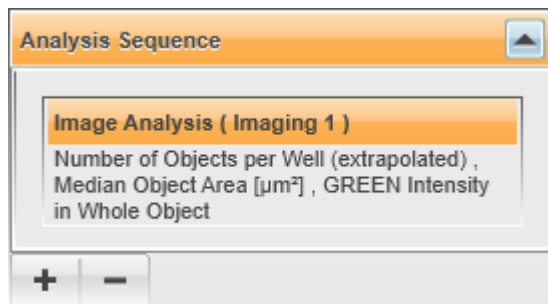 Analysis Sequence
Image Analysis ( Imaging 1 )
Number of Objects per Well (extrapolated) ,
Median Object Area [µm²] , GREEN Intensity
in Whole Object